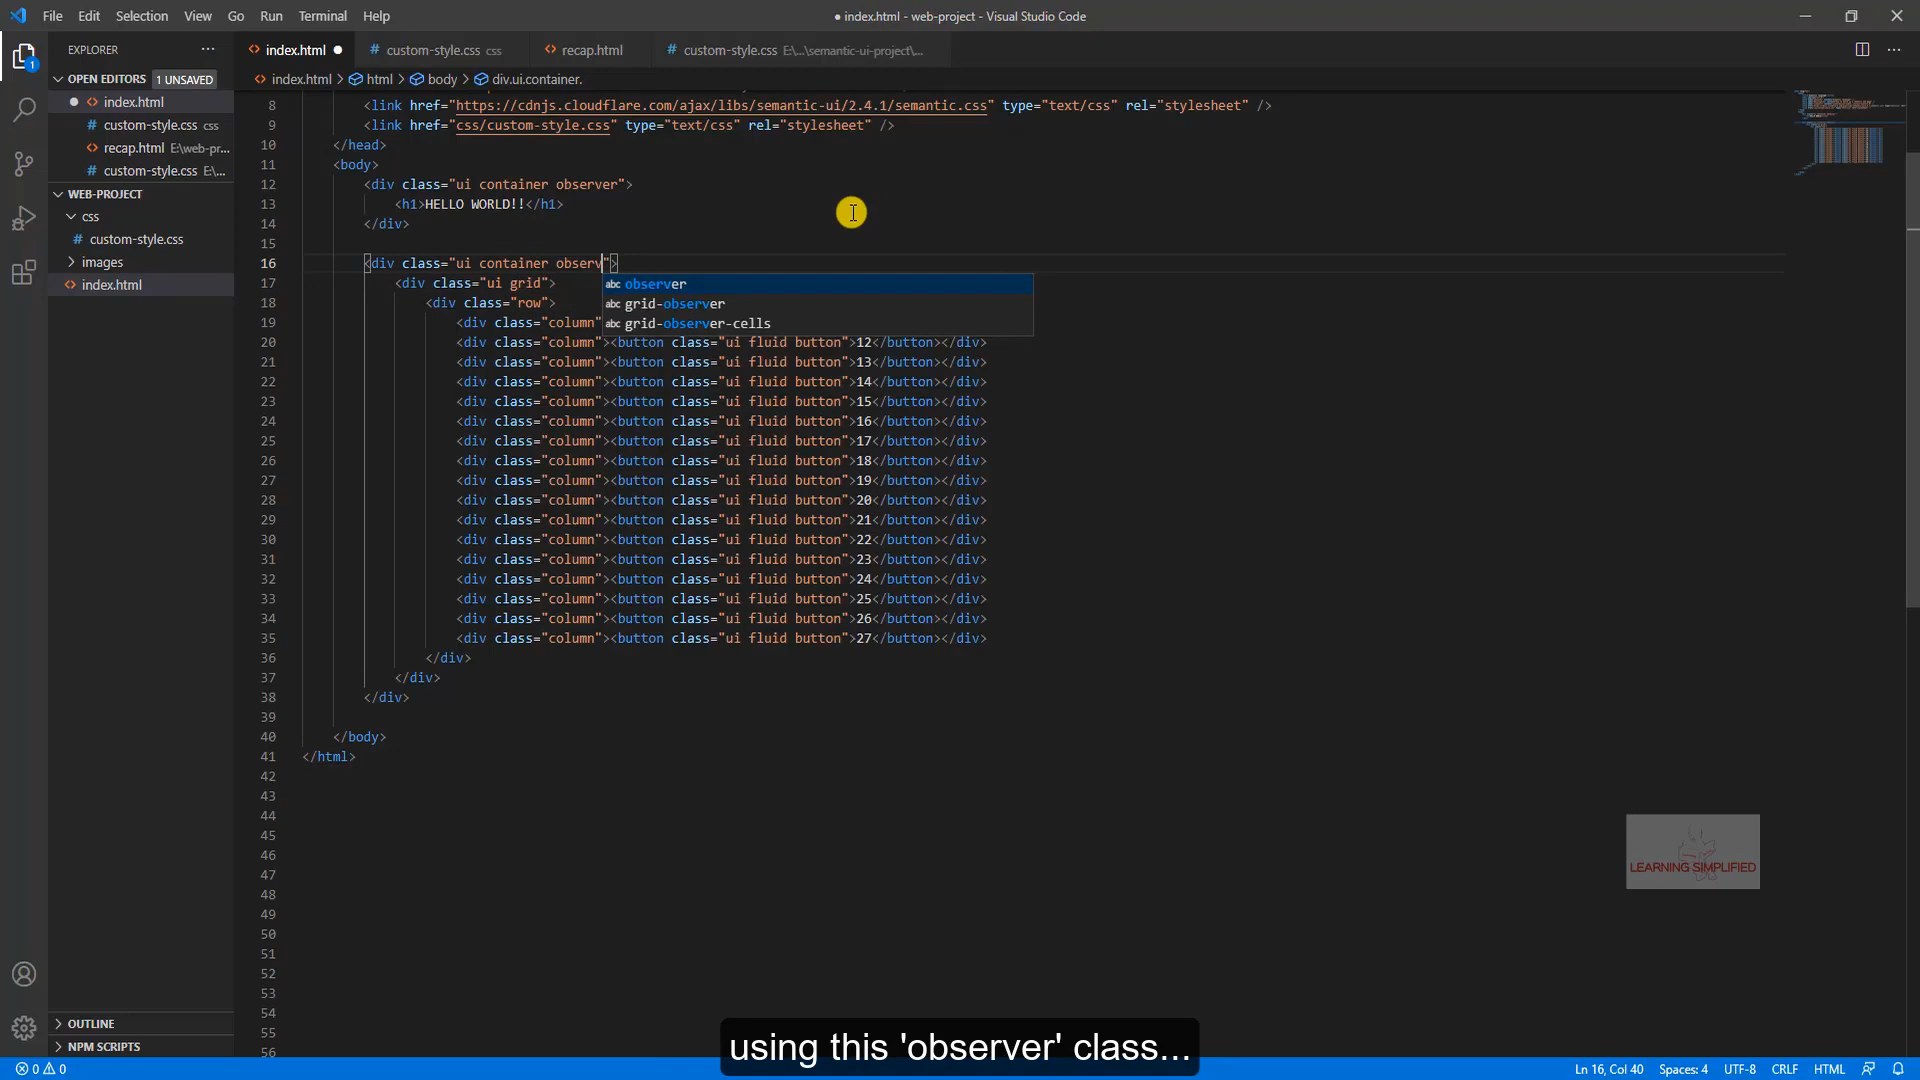 File Edit Selection View Go Run Terminal Help
● index.html - web-project - Visual Studio Code
EXPLORER
index.html
custom-style.css css
recap.html
custom-style.css E:\...\semantic-ui-project\...
OPEN EDITORS 1 UNSAVED
index.html > html > body > div.ui.container.
index.html
custom-style.css css
recap.html E:\web-pr...
custom-style.css E:\...
WEB-PROJECT
css
custom-style.css
images
index.html
8 <link href="https://cdnjs.cloudflare.com/ajax/libs/semantic-ui/2.4.1/semantic.css" type="text/css" rel="stylesheet" />
9 <link href="css/custom-style.css" type="text/css" rel="stylesheet" />
10 </head>
11 <body>
12 <div class="ui container observer">
13 <h1>HELLO WORLD!!</h1>
14 </div>
15
16 <div class="ui container observ">
17 <div class="ui grid">
18 <div class="row">
19 <div class="column"
observer
grid-observer
grid-observer-cells
20 <div class="column"><button class="ui fluid button">12</button></div>
21 <div class="column"><button class="ui fluid button">13</button></div>
22 <div class="column"><button class="ui fluid button">14</button></div>
23 <div class="column"><button class="ui fluid button">15</button></div>
24 <div class="column"><button class="ui fluid button">16</button></div>
25 <div class="column"><button class="ui fluid button">17</button></div>
26 <div class="column"><button class="ui fluid button">18</button></div>
27 <div class="column"><button class="ui fluid button">19</button></div>
28 <div class="column"><button class="ui fluid button">20</button></div>
29 <div class="column"><button class="ui fluid button">21</button></div>
30 <div class="column"><button class="ui fluid button">22</button></div>
31 <div class="column"><button class="ui fluid button">23</button></div>
32 <div class="column"><button class="ui fluid button">24</button></div>
33 <div class="column"><button class="ui fluid button">25</button></div>
34 <div class="column"><button class="ui fluid button">26</button></div>
35 <div class="column"><button class="ui fluid button">27</button></div>
36 </div>
37 </div>
38 </div>
39
40 </body>
41 </html>
42
43
44
45
46
47
48
49
50
51
52
53
54
55
56
LEARNING SIMPLIFIED
OUTLINE
NPM SCRIPTS
using this 'observer' class...
0 0
Ln 16, Col 40 Spaces: 4 UTF-8 CRLF HTML
1